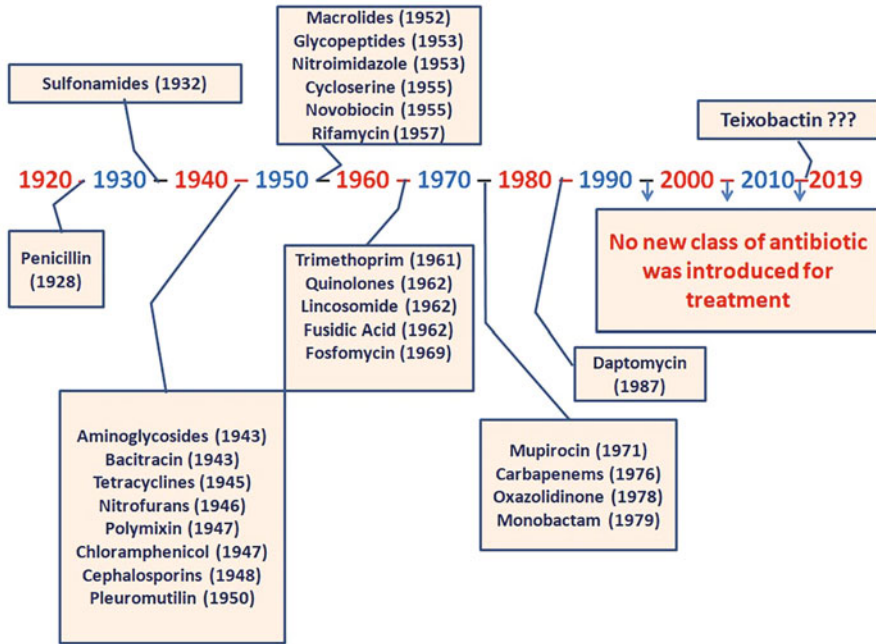 Macrolides (1952)
Glycopeptides (1953)
Nitroimidazole (1953)
Cycloserine (1955)
Novobiocin (1955)
Rifamycin (1957)
Sulfonamides (1932)
Teixobactin ???
1920 - 1930 - 1940 - 1950 - 1960 - 1970 - 1980 - 1990 - 2000 - 2010 - 2019
Penicillin
(1928)
Trimethoprim (1961)
Quinolones (1962)
Lincosomide (1962)
Fusidic Acid (1962)
Fosfomycin (1969)
No new class of antibiotic
was introduced for
treatment
Daptomycin
(1987)
Aminoglycosides (1943)
Bacitracin (1943)
Tetracyclines (1945)
Nitrofurans (1946)
Polymixin (1947)
Chloramphenicol (1947)
Cephalosporins (1948)
Pleuromutilin (1950)
Mupirocin (1971)
Carbapenems (1976)
Oxazolidinone (1978)
Monobactam (1979)